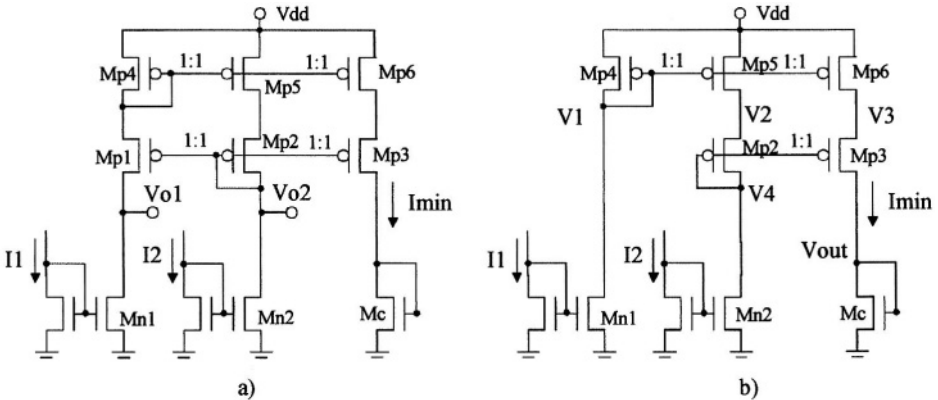 Vdd
1:1
1:1
Mp4
Mp5
Mp6
1:1
1:1
Mp1
Mp2
Mp3
Vo1
Vo2
Imin
I1
I2
Mn1
Mn2
Mc
a)
Vdd
1:1
1:1
Mp4
Mp5
Mp6
V1
V2
V3
1:1
Mp2
Mp3
V4
Imin
Vout
I1
I2
Mn1
Mn2
Mc
b)